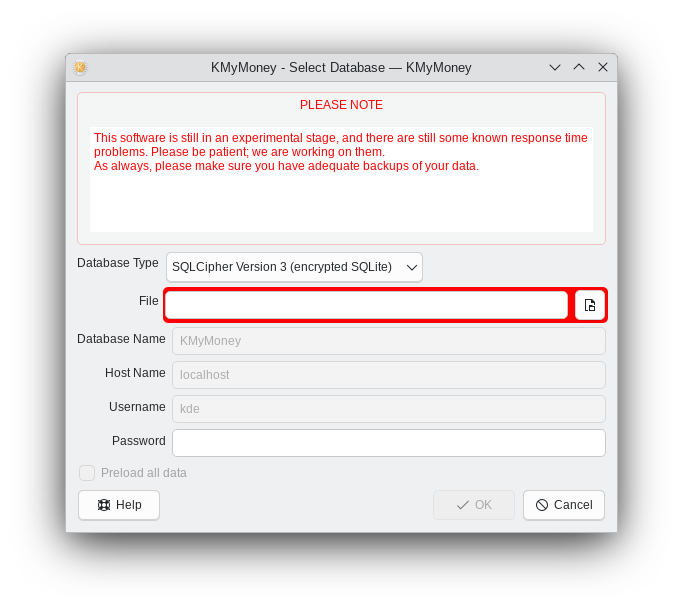 KMyMoney - Select Database — KMyMoney
PLEASE NOTE
This software is still in an experimental stage, and there are still some known response time
problems. Please be patient; we are working on them.
As always, please make sure you have adequate backups of your data.
Database Type SQLCipher Version 3 (encrypted SQLite)
File
Database Name KMyMoney
Host Name localhost
Username kde
Password
Preload all data
Help OK Cancel